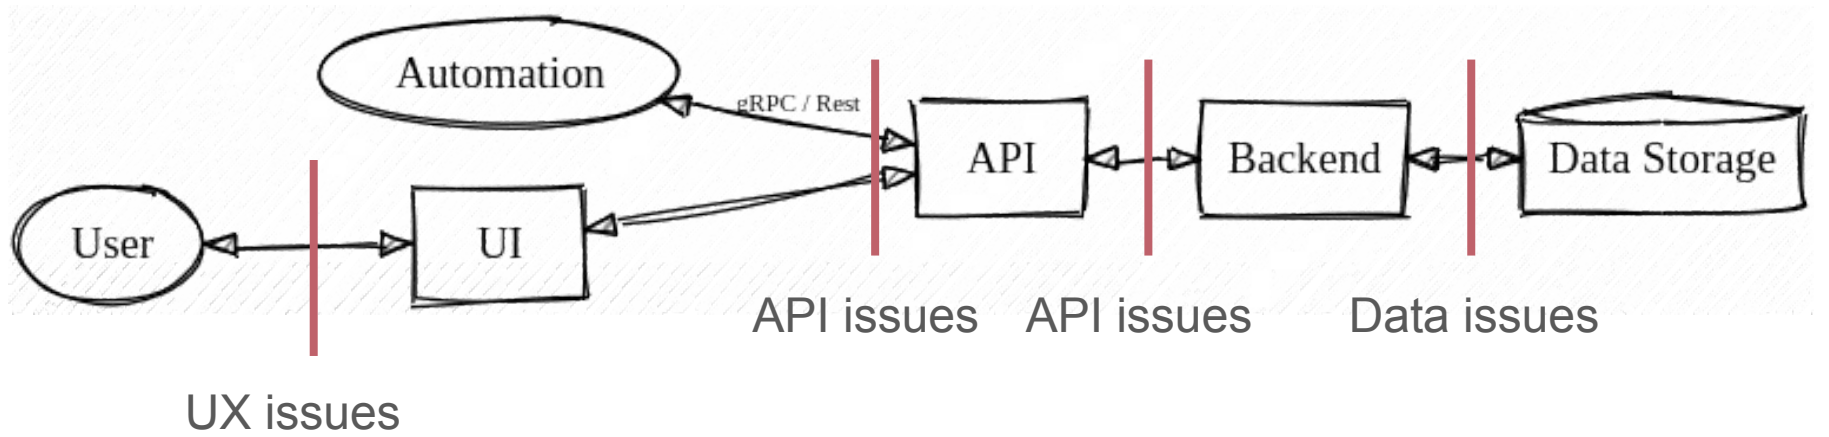 Automation
gRPC / Rest
API
Backend
Data Storage
User
UI
API issues
API issues
Data issues
UX issues